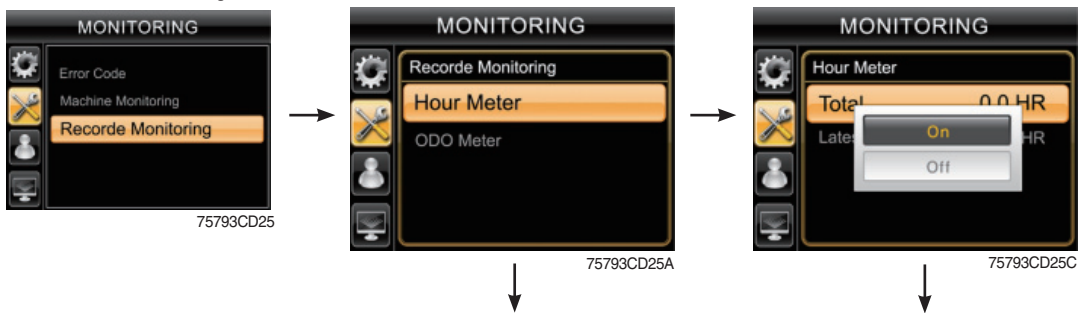 MONITORING
Error Code
Machine Monitoring
Recorde Monitoring
75793CD25
MONITORING
Recorde Monitoring
Hour Meter
ODO Meter
75793CD25A
MONITORING
Hour Meter
Total 0.0 HR
On
HR
Off
75793CD25C